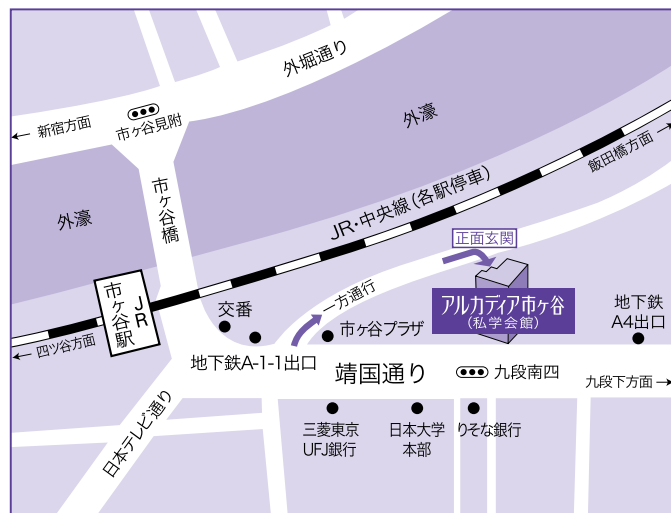 外堀通り
← 新宿方面
市ヶ谷見附
外濠
飯田橋方面 →
外濠
市ヶ谷橋
JR・中央線(各駅停車)
正面玄関
JR
市ヶ谷駅
アルカディア市ヶ谷
(私学会館)
一方通行
交番
市ヶ谷プラザ
地下鉄
A4出口
← 四ツ谷方面
地下鉄A-1-1出口
靖国通り
九段南四
九段下方面→
日本テレビ通り
三菱東京
UFJ銀行
日本大学
本部
りそな銀行